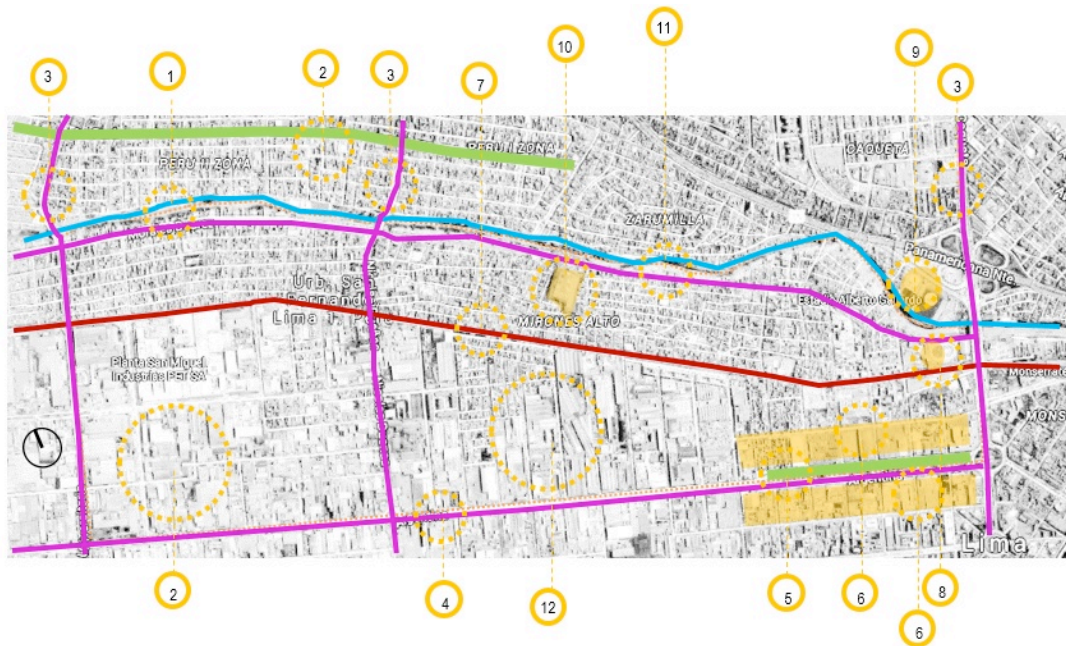 10
11
2
9
3
1
3
3
7
PERU I ZONA
CAQUETA
PERU II ZONA
ZARUMILLA
Panamericana Nte
Urb. San
Fernando
MIRONES ALTO
Lima 1, Peru
Planta San Miguel
Industrias PET SA
Monserrate
MONS
Lima
2
4
12
5
6
8
6